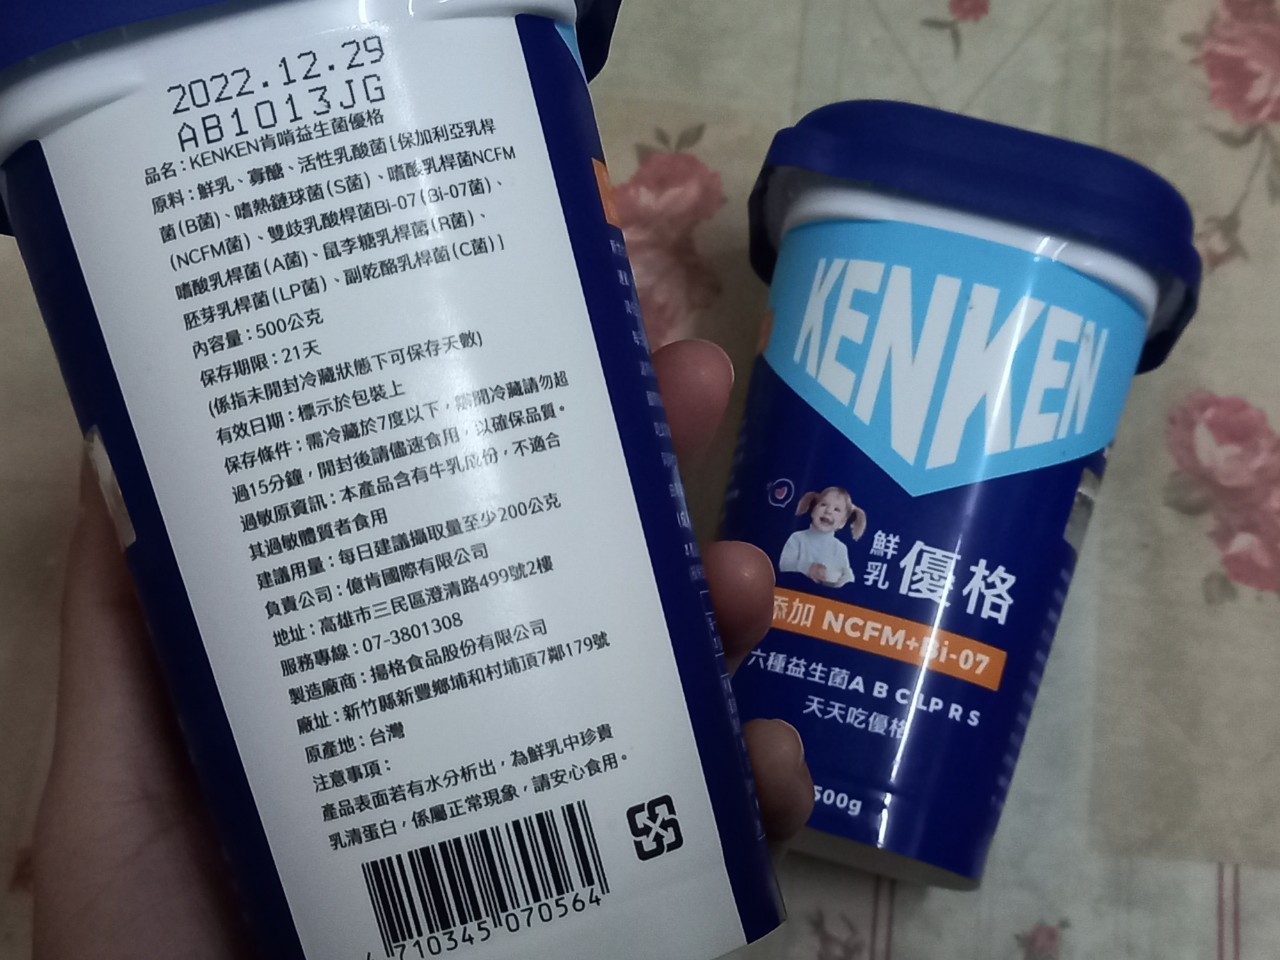 2022.12.29
AB1013JG
品名：KENKEN肯啃益生菌優格
原料：鮮乳、寡醣、活性乳酸菌[保加利亞乳桿
菌(B菌)、嗜熱鏈球菌(S菌)、嗜酸乳桿菌NCFM
(NCFM菌)、雙歧乳酸桿菌Bi-07(Bi-07菌)、
嗜酸乳桿菌(A菌)、鼠李糖乳桿菌(R菌)、
胚芽乳桿菌(LP菌)、副乾酪乳桿菌(C菌)]
內容量：500公克
保存期限：21天
(係指未開封冷藏狀態下可保存天數)
有效日期：標示於包裝上
保存條件：需冷藏於7度以下，離開冷藏請勿超
過15分鐘，開封後請儘速食用，以確保品質。
過敏原資訊：本產品含有牛乳成份，不適合
其過敏體質者食用
建議用量：每日建議攝取量至少200公克
負責公司：億肯國際有限公司
地址：高雄市三民區澄清路499號2樓
服務專線：07-3801308
製造廠商：揚格食品股份有限公司
廠址：新竹縣新豐鄉埔和村埔頂7鄰179號
原產地：台灣
注意事項：
產品表面若有水分析出，為鮮乳中珍貴
乳清蛋白，係屬正常現象，請安心食用。
4710345070564
KENKEN
鮮乳優格
添加 NCFM+Bi-07
六種益生菌A B C LP R S
天天吃優格
500g